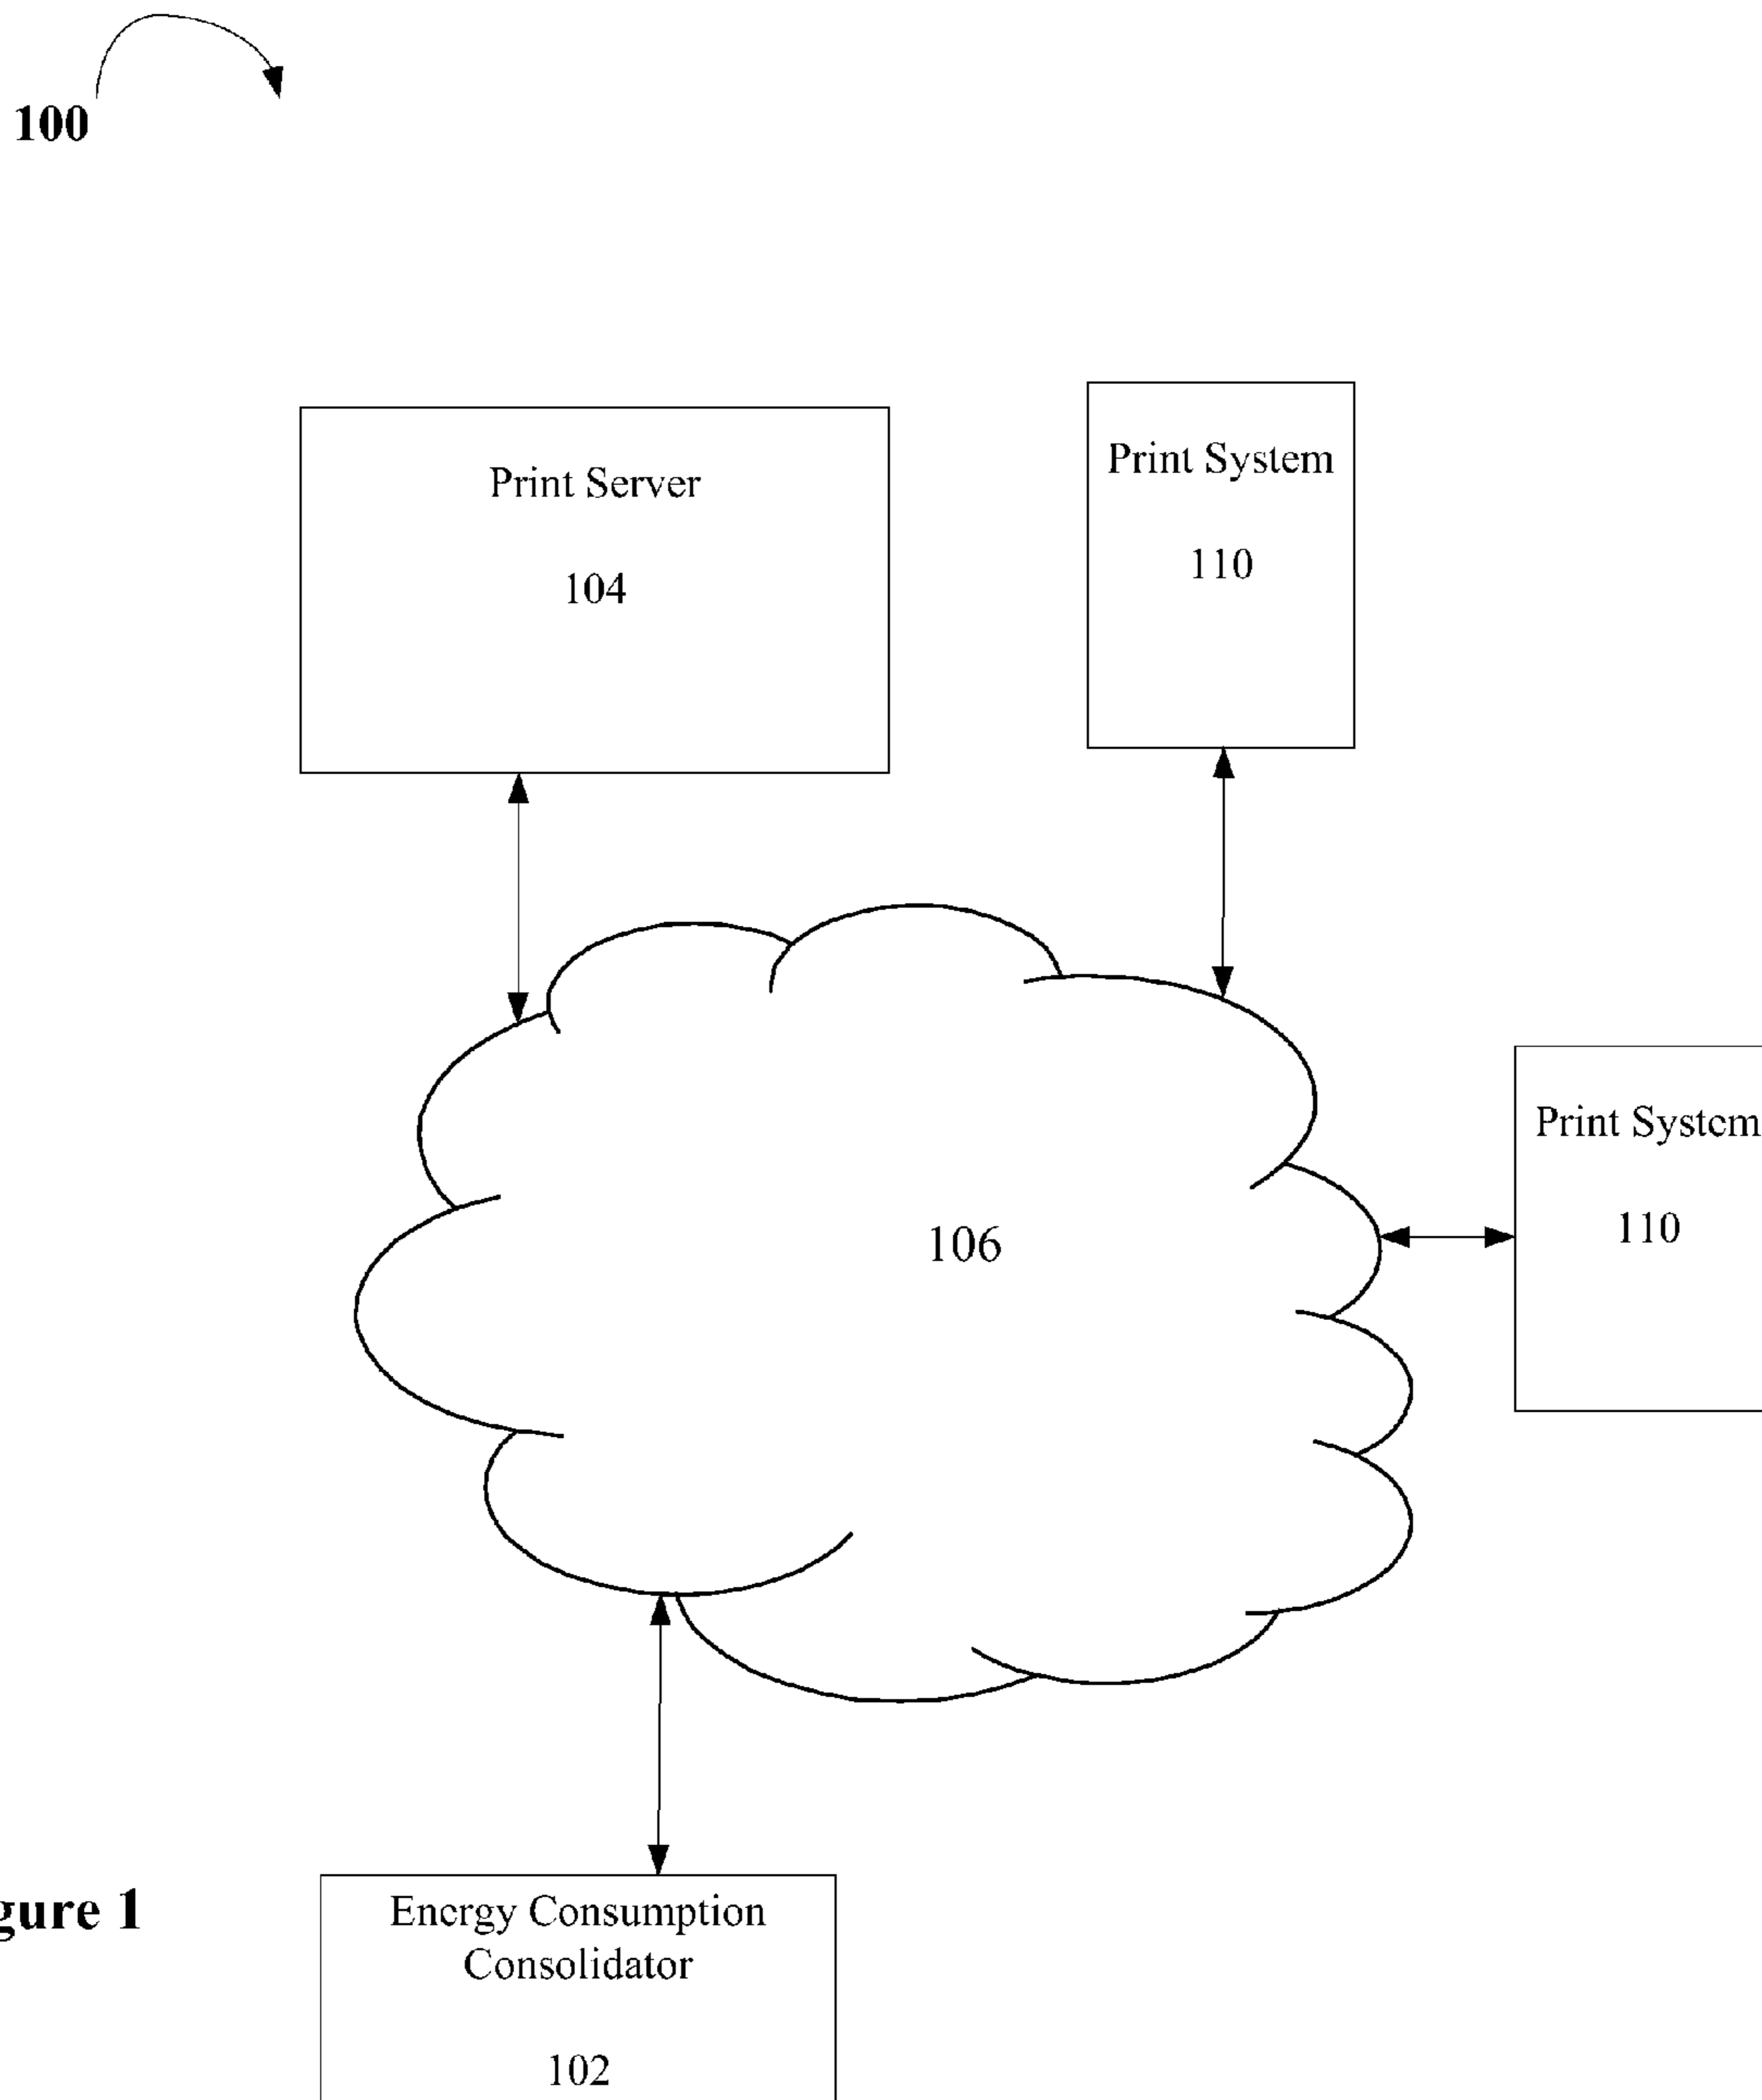 100
Print Server
104
Print System
110
Print System
110
106
gure 1
Energy Consumption
Consolidator
102